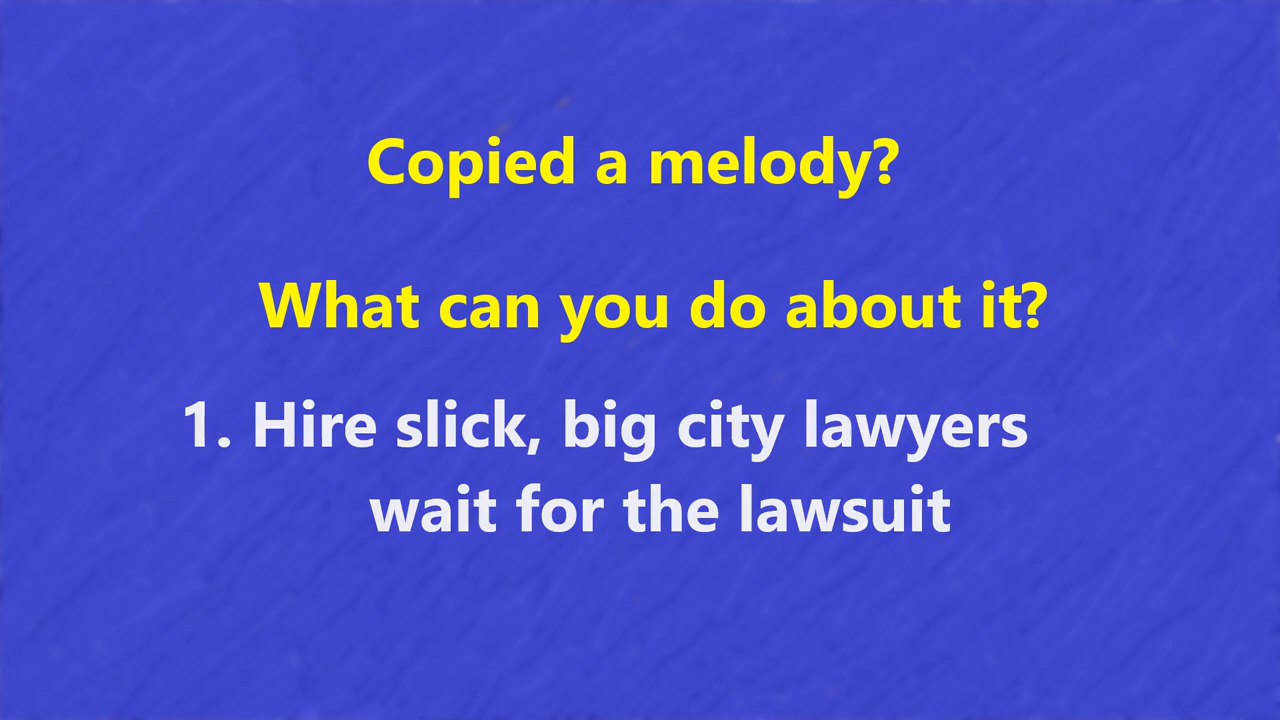 Copied a melody?
What can you do about it?
1. Hire slick, big city lawyers
wait for the lawsuit